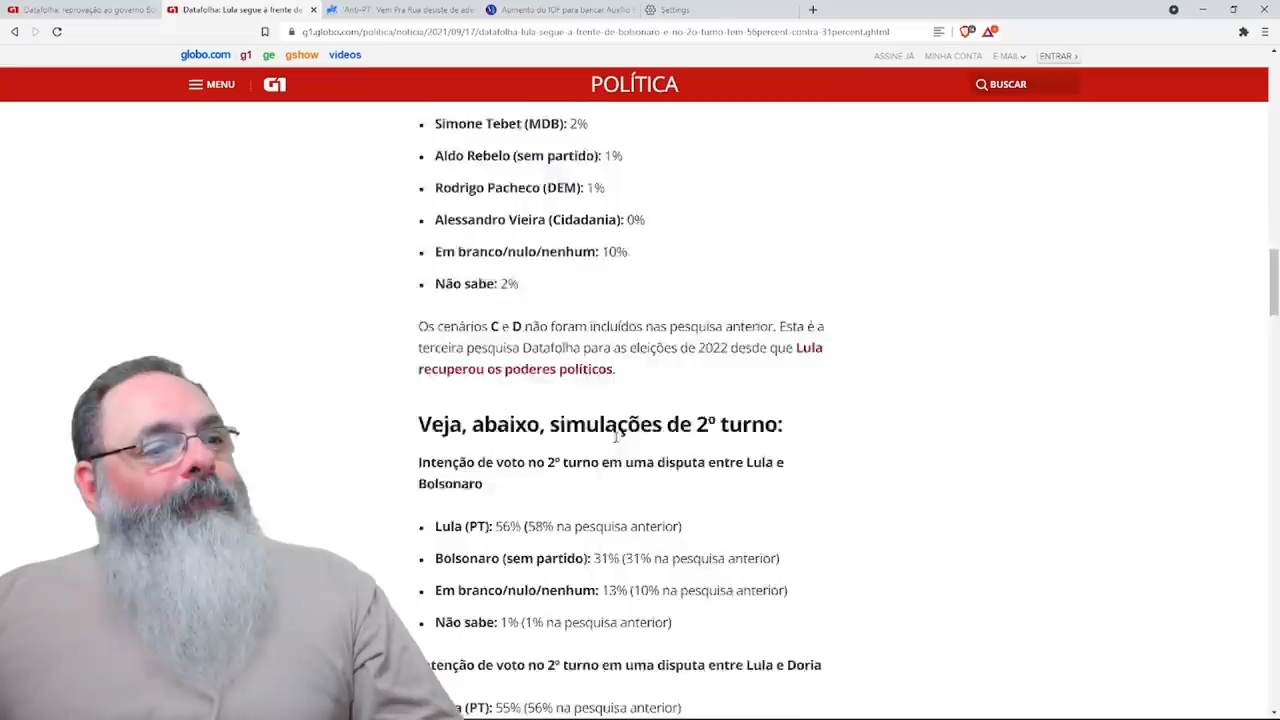 Datafolha: reprovação ao governo Bo
Datafolha: Lula segue à frente de
'Anti-PT', Vem Pra Rua desiste de ade
Aumento do IOF para bancar Auxílio
Settings
g1.globo.com/politica/noticia/2021/09/17/datafolha-lula-segue-a-frente-de-bolsonaro-e-no-2o-turno-tem-56percent-contra-31percent.ghtml
globo.com g1 ge gshow videos
ASSINE JÁ MINHA CONTA E-MAIL ENTRAR ›
MENU G1 POLÍTICA BUSCAR
• Simone Tebet (MDB): 2%
• Aldo Rebelo (sem partido): 1%
• Rodrigo Pacheco (DEM): 1%
• Alessandro Vieira (Cidadania): 0%
• Em branco/nulo/nenhum: 10%
• Não sabe: 2%
Os cenários C e D não foram incluídos nas pesquisa anterior. Esta é a
terceira pesquisa Datafolha para as eleições de 2022 desde que Lula
recuperou os poderes políticos.
Veja, abaixo, simulações de 2º turno:
Intenção de voto no 2º turno em uma disputa entre Lula e
Bolsonaro
• Lula (PT): 56% (58% na pesquisa anterior)
• Bolsonaro (sem partido): 31% (31% na pesquisa anterior)
• Em branco/nulo/nenhum: 13% (10% na pesquisa anterior)
• Não sabe: 1% (1% na pesquisa anterior)
tenção de voto no 2º turno em uma disputa entre Lula e Doria
a (PT): 55% (56% na pesquisa anterior)